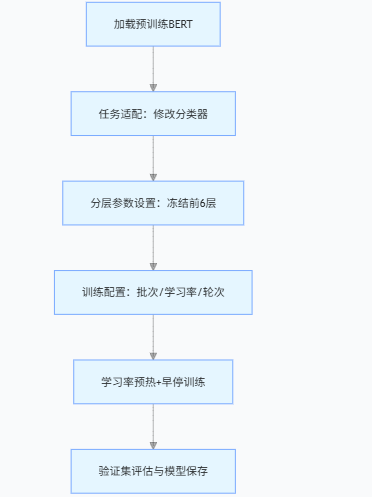 加载预训练BERT
任务适配：修改分类器
分层参数设置：冻结前6层
训练配置：批次/学习率/轮次
学习率预热+早停训练
验证集评估与模型保存